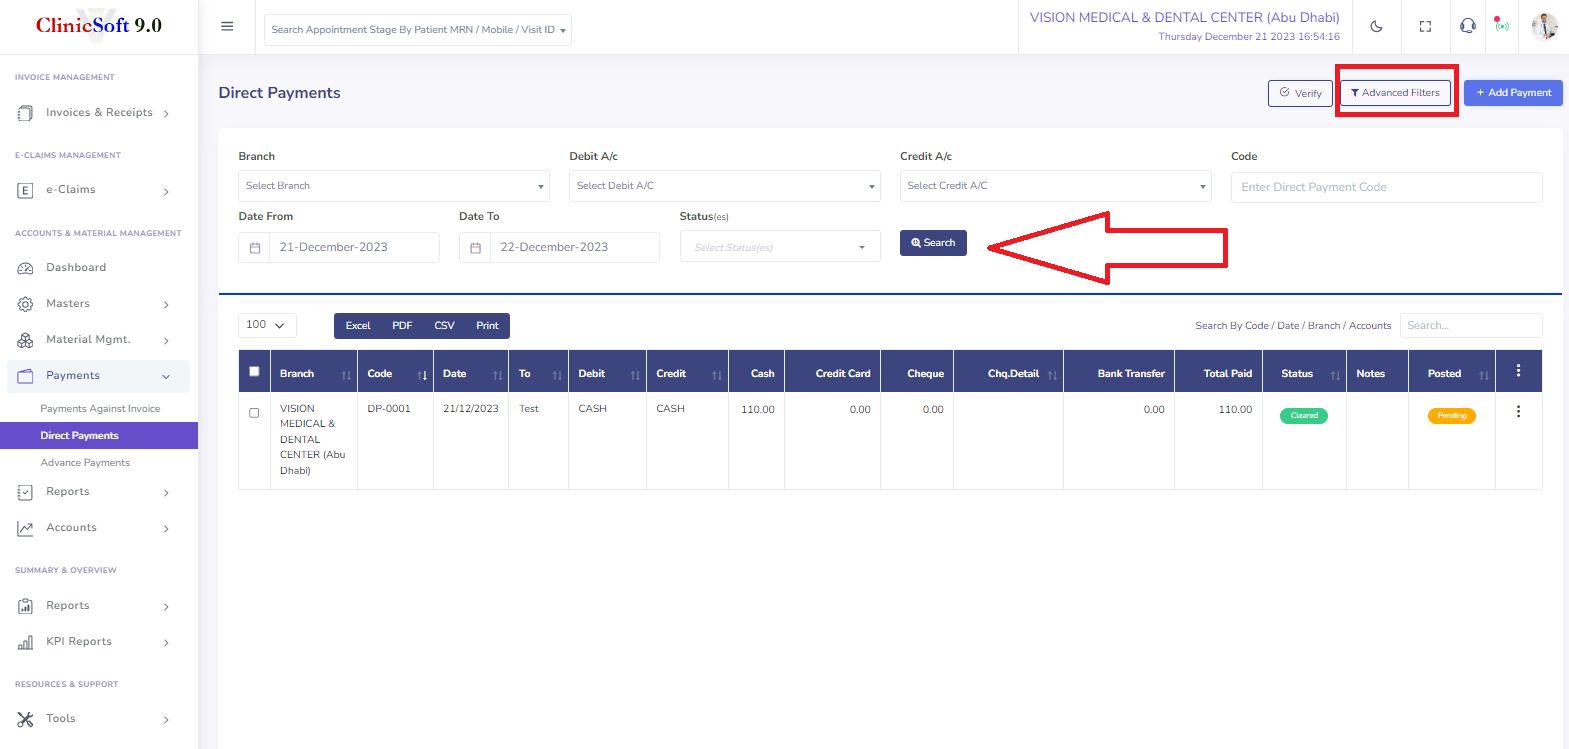 ClinicSoft 9.0
Search Appointment Stage By Patient MRN / Mobile / Visit ID
VISION MEDICAL & DENTAL CENTER (Abu Dhabi)
Thursday December 21 2023 16:54:16
INVOICE MANAGEMENT
Invoices & Receipts
E-CLAIMS MANAGEMENT
E e-Claims
ACCOUNTS & MATERIAL MANAGEMENT
Dashboard
Masters
Material Mgmt.
Payments
Payments Against Invoice
Direct Payments
Advance Payments
Reports
Accounts
SUMMARY & OVERVIEW
Reports
KPI Reports
RESOURCES & SUPPORT
Tools
Direct Payments
Verify
Advanced Filters
+ Add Payment
Branch
Select Branch
Debit A/c
Select Debit A/C
Credit A/c
Select Credit A/C
Code
Enter Direct Payment Code
Date From
21-December-2023
Date To
22-December-2023
Status(es)
Select Status(es)
Search
100
Excel PDF CSV Print
Search By Code / Date / Branch / Accounts
Search...
Branch Code Date To Debit Credit Cash Credit Card Cheque Chq.Detail Bank Transfer Total Paid Status Notes Posted
VISION DP-0001 21/12/2023 Test CASH CASH 110.00 0.00 0.00 0.00 110.00 Cleared Pending
MEDICAL &
DENTAL
CENTER (Abu
Dhabi)